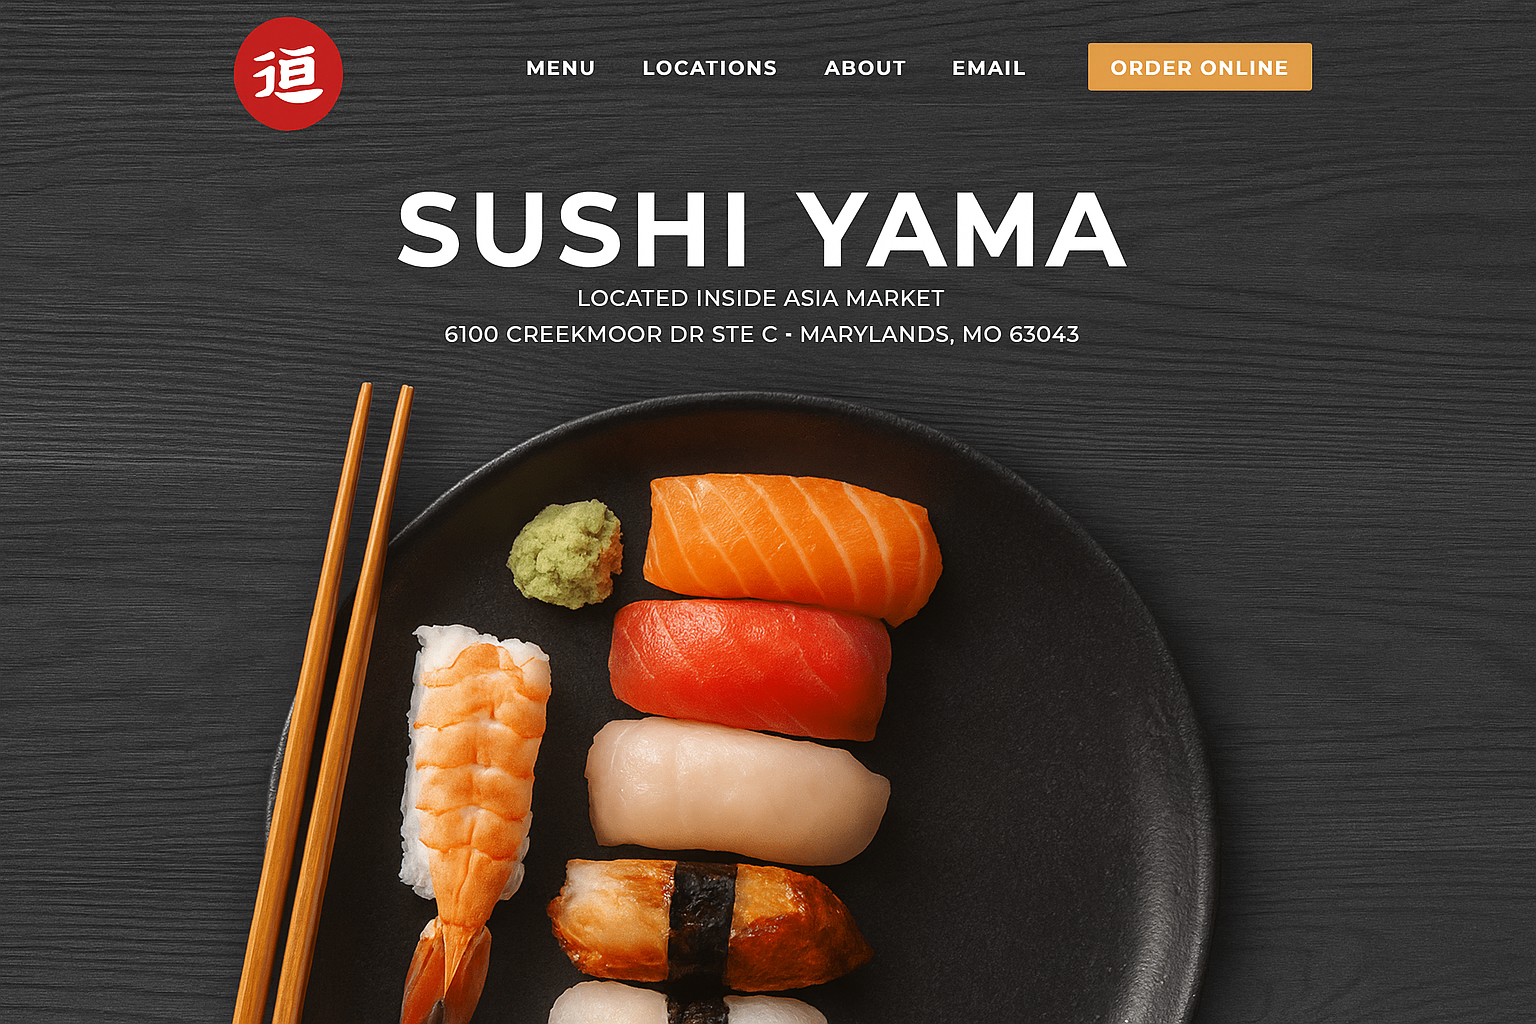 MENU LOCATIONS ABOUT EMAIL ORDER ONLINE
SUSHI YAMA
LOCATED INSIDE ASIA MARKET
6100 CREEKMOOR DR STE C - MARYLANDS, MO 63043